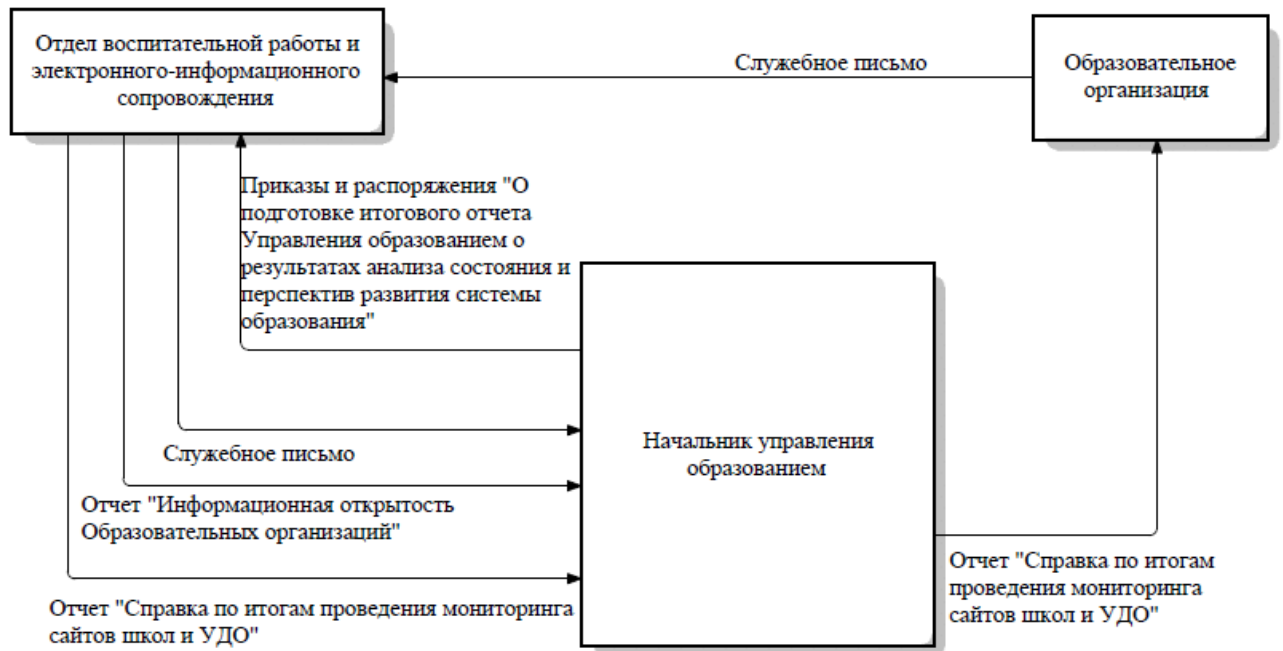 Отдел воспитательной работы и
электронного-информационного
сопровождения
Служебное письмо
Образовательное
организация
Приказы и распоряжения "О
подготовке итогового отчета
Управления образованием о
результатах анализа состояния и
перспектив развития системы
образования"
Начальник управления
образованием
Служебное письмо
Отчет "Информационная открытость
Образовательных организаций"
Отчет "Справка по итогам проведения мониторинга
сайтов школ и УДО"
Отчет "Справка по итогам
проведения мониторинга
сайтов школ и УДО"